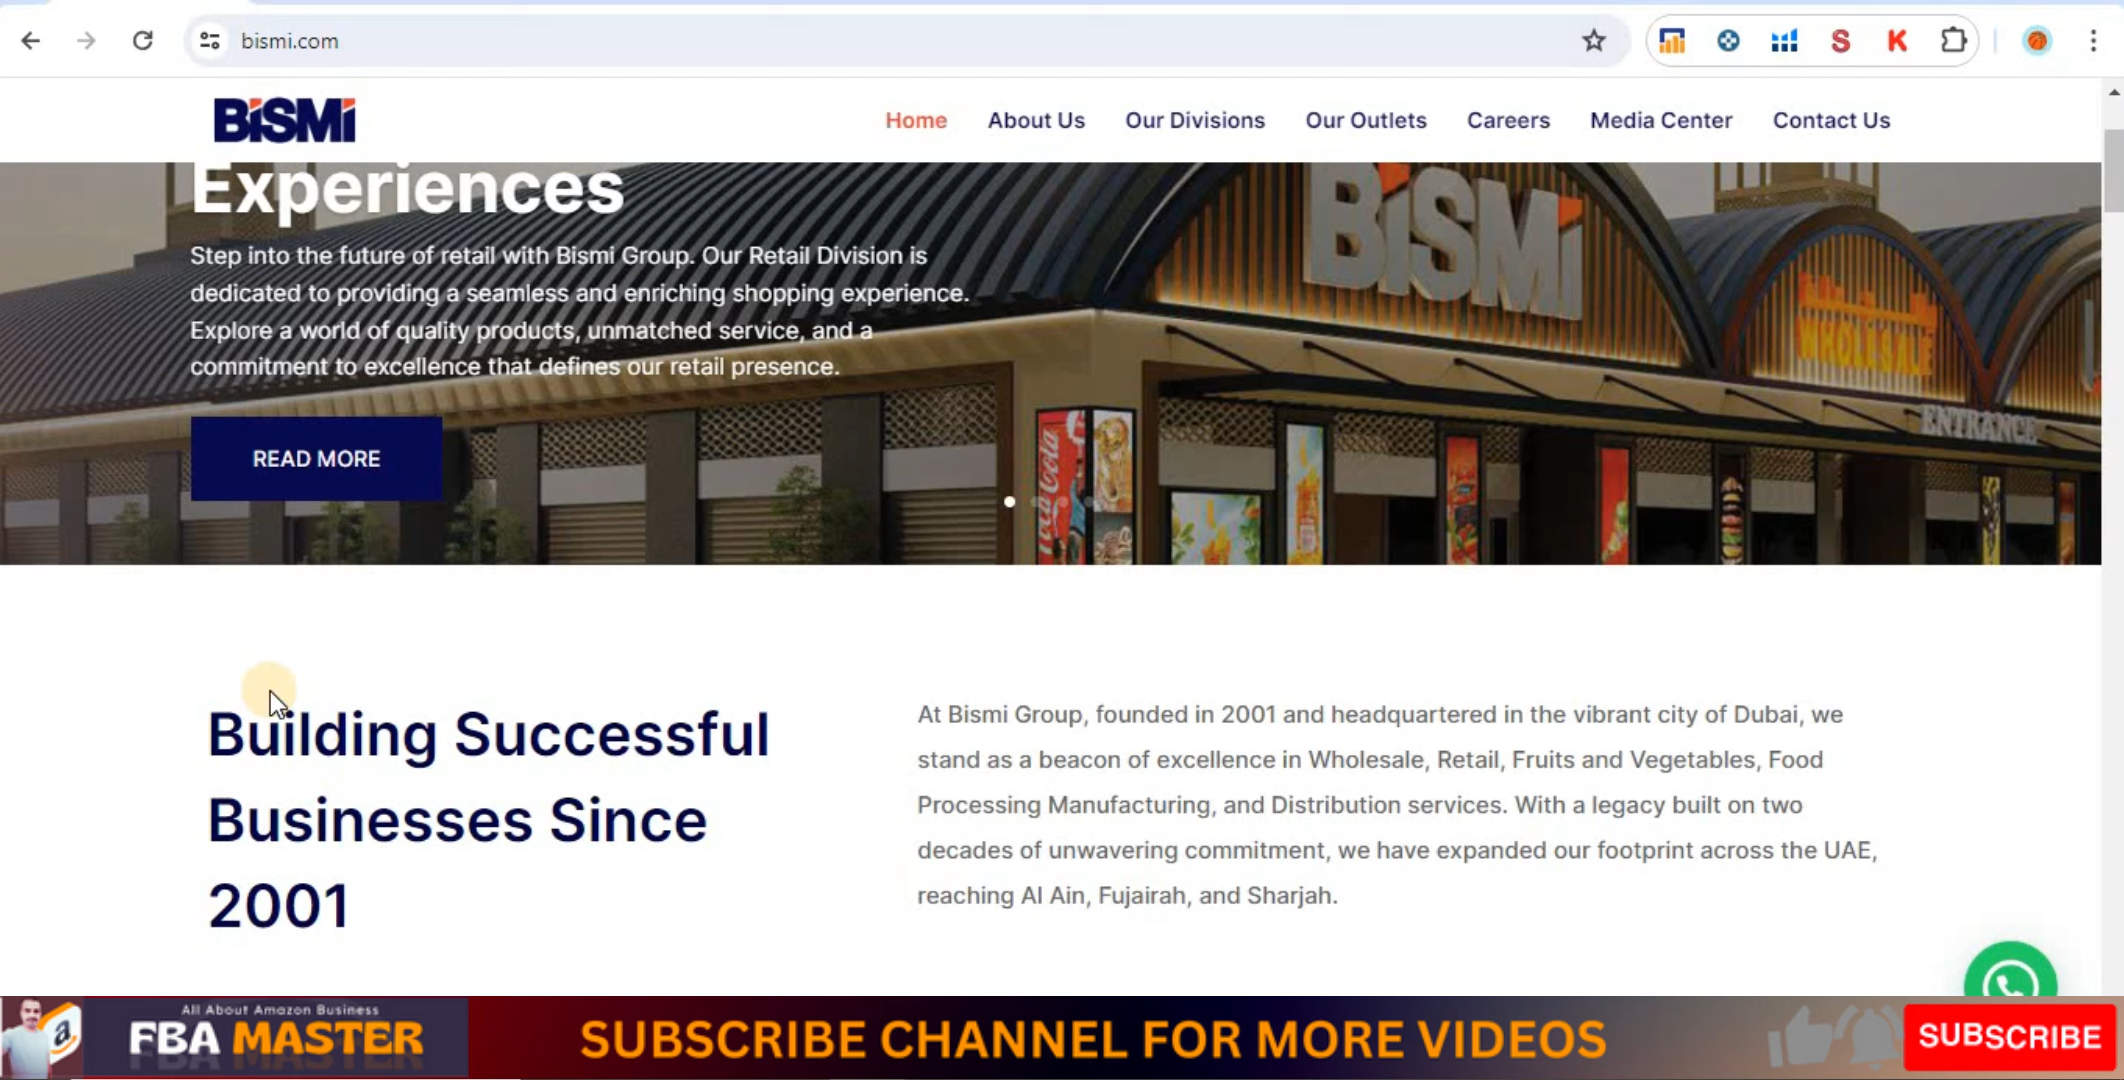 bismi.com
BiSMi
Home About Us Our Divisions Our Outlets Careers Media Center Contact Us
Experiences
Step into the future of retail with Bismi Group. Our Retail Division is
dedicated to providing a seamless and enriching shopping experience.
Explore a world of quality products, unmatched service, and a
commitment to excellence that defines our retail presence.
READ MORE
BiSMi
WHOLESALE
ENTRANCE
Coca-Cola
Building Successful
Businesses Since
2001
At Bismi Group, founded in 2001 and headquartered in the vibrant city of Dubai, we
stand as a beacon of excellence in Wholesale, Retail, Fruits and Vegetables, Food
Processing Manufacturing, and Distribution services. With a legacy built on two
decades of unwavering commitment, we have expanded our footprint across the UAE,
reaching Al Ain, Fujairah, and Sharjah.
All About Amazon Business
FBA MASTER
SUBSCRIBE CHANNEL FOR MORE VIDEOS
SUBSCRIBE